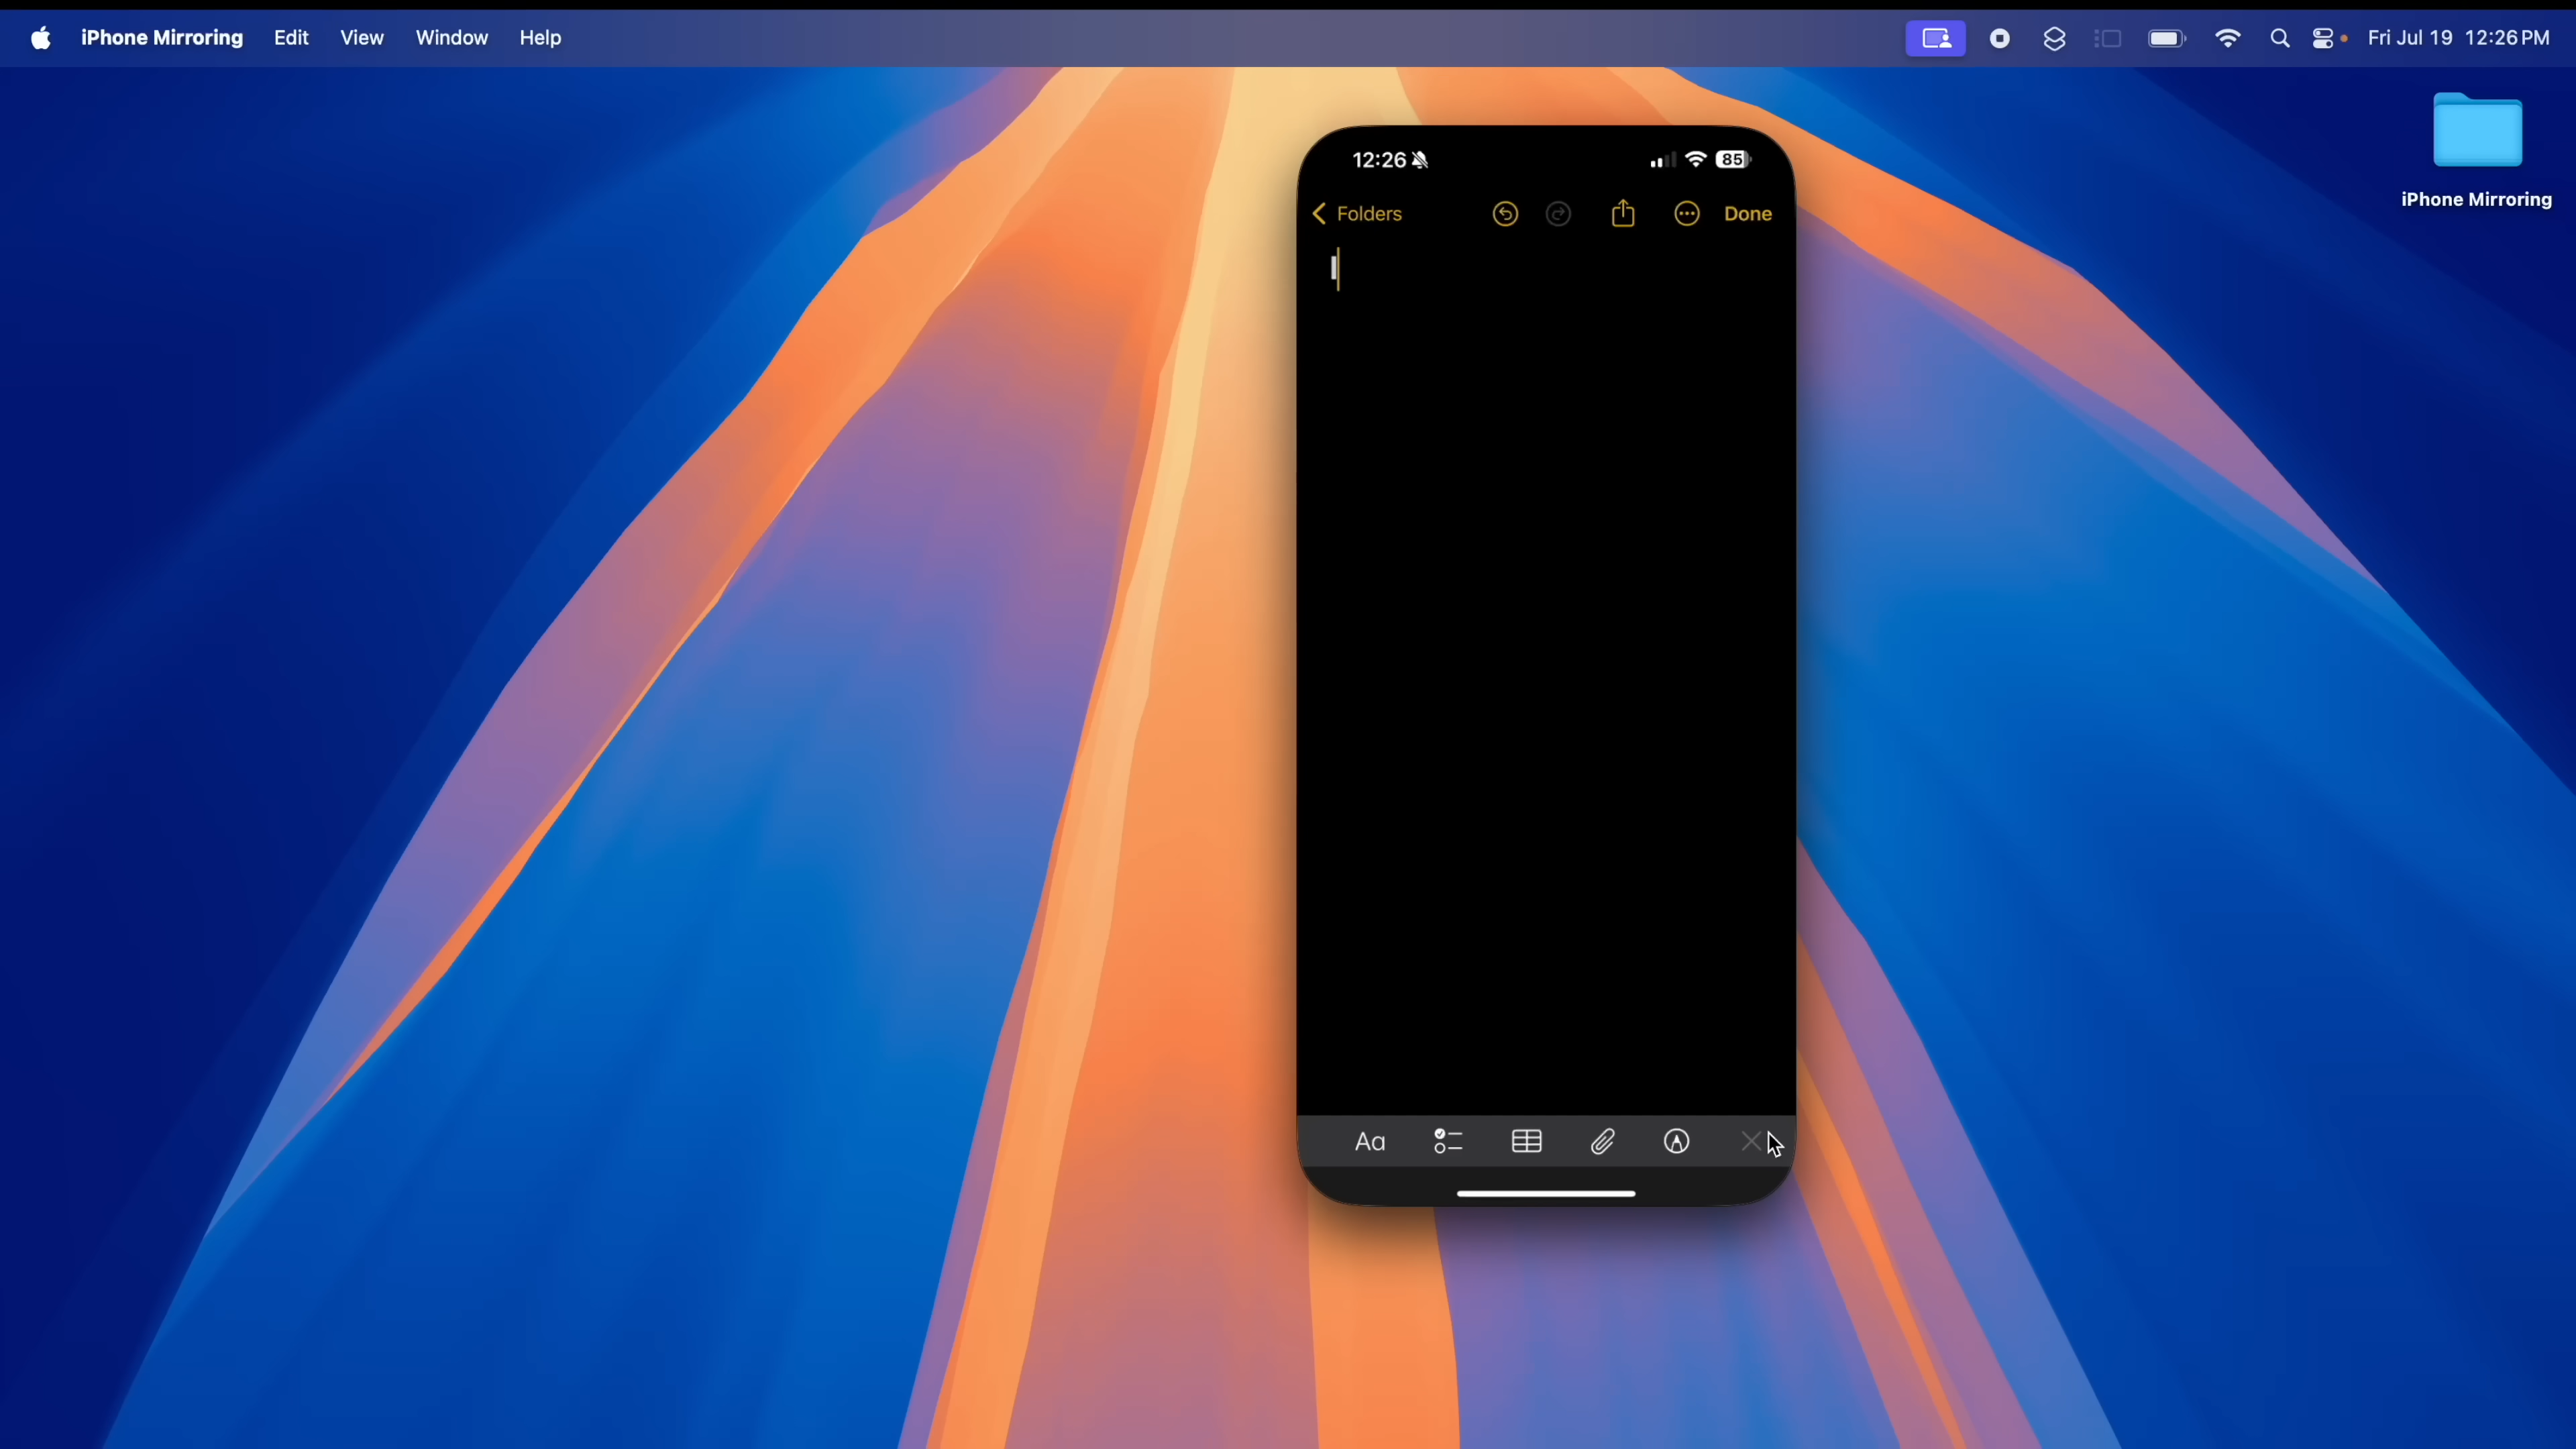 iPhone Mirroring Edit View Window Help Fri Jul 19 12:26 PM
iPhone Mirroring
12:26 85
Folders Done
I
Aa